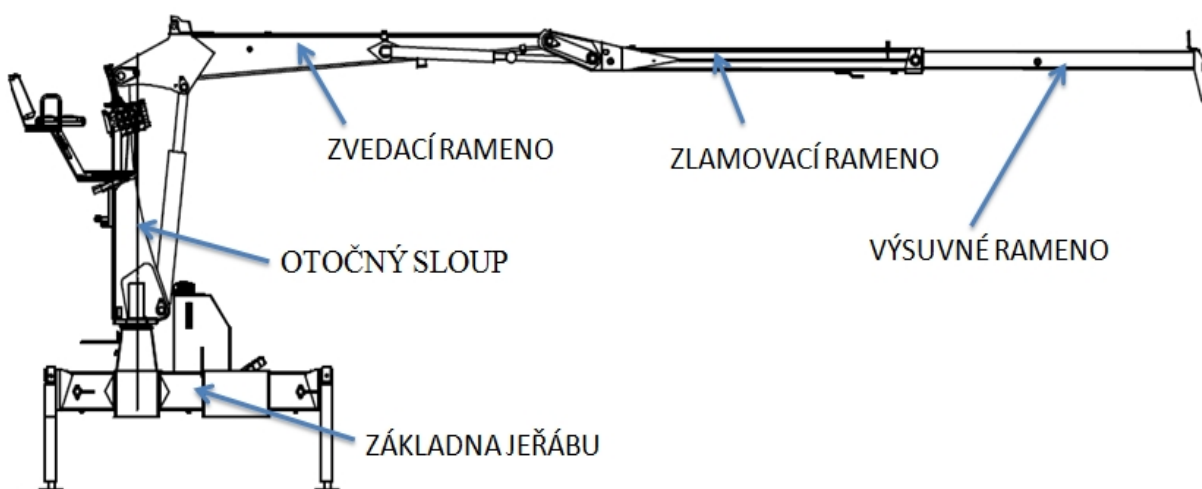 ZVEDACÍ RAMENO
ZLAMOVACÍ RAMENO
VÝSUVNÉ RAMENO
OTOČNÝ SLOUP
ZÁKLADNA JEŘÁBU